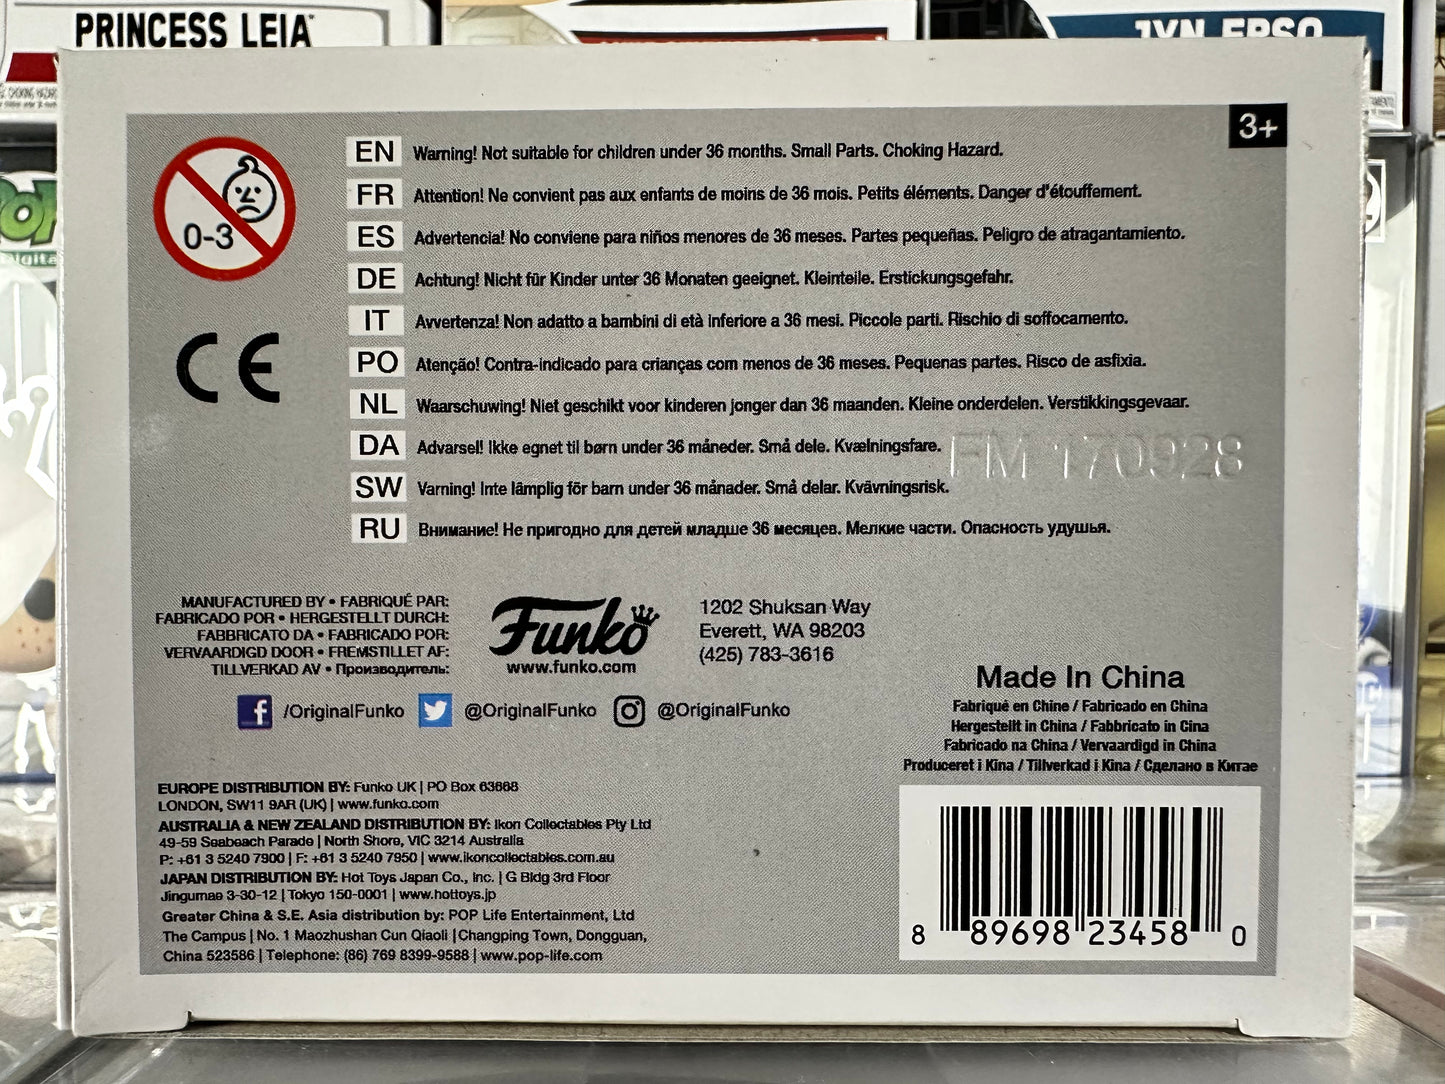 PRINCESS LEIA
JYN ERSO
3+
0-3
CE
EN Warning! Not suitable for children under 36 months. Small Parts. Choking Hazard.
FR Attention! Ne convient pas aux enfants de moins de 36 mois. Petits éléments. Danger d'étouffement.
ES Advertencia! No conviene para niños menores de 36 meses. Partes pequeñas. Peligro de atragantamiento.
DE Achtung! Nicht für Kinder unter 36 Monaten geeignet. Kleinteile. Erstickungsgefahr.
IT Avvertenza! Non adatto a bambini di età inferiore a 36 mesi. Piccole parti. Rischio di soffocamento.
PO Atenção! Contra-indicado para crianças com menos de 36 meses. Pequenas partes. Risco de asfixia.
NL Waarschuwing! Niet geschikt voor kinderen jonger dan 36 maanden. Kleine onderdelen. Verstikkingsgevaar.
DA Advarsel! Ikke egnet til børn under 36 måneder. Små dele. Kvælningsfare.
FM 170928
SW Varning! Inte lämplig för barn under 36 månader. Små delar. Kvävningsrisk.
RU Внимание! Не пригодно для детей младше 36 месяцев. Мелкие части. Опасность удушья.
MANUFACTURED BY • FABRIQUÉ PAR:
FABRICADO POR • HERGESTELLT DURCH:
FABBRICATO DA • FABRICADO POR:
VERVAARDIGD DOOR • FREMSTILLET AF:
TILLVERKAD AV • Производитель:
Funko
www.funko.com
1202 Shuksan Way
Everett, WA 98203
(425) 783-3616
/OriginalFunko @OriginalFunko @OriginalFunko
Made In China
Fabriqué en Chine / Fabricado en China
Hergestellt in China / Fabbricato in Cina
Fabricado na China / Vervaardigd in China
Produceret i Kina / Tillverkad i Kina / Сделано в Китае
EUROPE DISTRIBUTION BY: Funko UK | PO Box 63668
LONDON, SW11 9AR (UK) | www.funko.com
AUSTRALIA & NEW ZEALAND DISTRIBUTION BY: Ikon Collectables Pty Ltd
49-59 Seabeach Parade | North Shore, VIC 3214 Australia
P: +61 3 5240 7900 | F: +61 3 5240 7950 | www.ikoncollectables.com.au
JAPAN DISTRIBUTION BY: Hot Toys Japan Co., Inc. | G Bldg 3rd Floor
Jingumae 3-30-12 | Tokyo 150-0001 | www.hottoys.jp
Greater China & S.E. Asia distribution by: POP Life Entertainment, Ltd
The Campus | No. 1 Maozhushan Cun Qiaoli | Changping Town, Dongguan,
China 523586 | Telephone: (86) 769 8399-9588 | www.pop-life.com
8 89698 23458 0